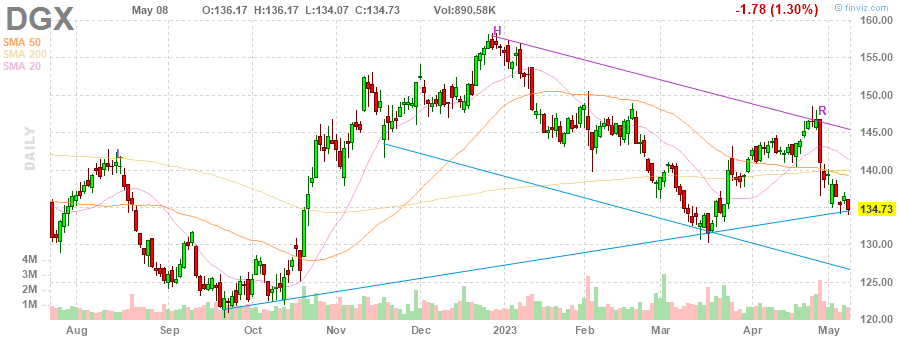 DGX May 08 O:136.17 H:136.17 L:134.07 C:134.73 Vol:890.58K -1.78 (1.30%) © finviz.com
SMA 50
SMA 200
SMA 20
DAILY
H
R
L
160.00
155.00
150.00
145.00
140.00
134.73
130.00
125.00
120.00
4M
3M
2M
1M
Aug Sep Oct Nov Dec 2023 Feb Mar Apr May